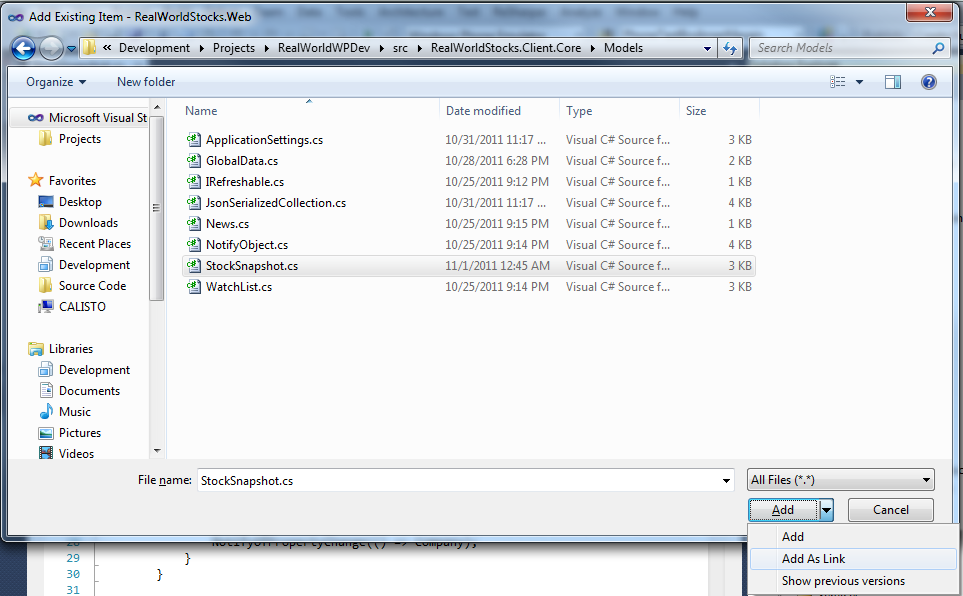 Add Existing Item - RealWorldStocks.Web
« Development Projects RealWorldWPDev src RealWorldStocks.Client.Core Models Search Models
Organize New folder
Name Date modified Type Size
Microsoft Visual St
Projects
Favorites
Desktop
Downloads
Recent Places
Development
Source Code
CALISTO
Libraries
Development
Documents
Music
Pictures
Videos
ApplicationSettings.cs 10/31/2011 11:17 ... Visual C# Source f... 3 KB
GlobalData.cs 10/28/2011 6:28 PM Visual C# Source f... 2 KB
IRefreshable.cs 10/25/2011 9:12 PM Visual C# Source f... 1 KB
JsonSerializedCollection.cs 10/31/2011 11:17 ... Visual C# Source f... 4 KB
News.cs 10/25/2011 9:15 PM Visual C# Source f... 1 KB
NotifyObject.cs 10/25/2011 9:14 PM Visual C# Source f... 4 KB
StockSnapshot.cs 11/1/2011 12:45 AM Visual C# Source f... 3 KB
WatchList.cs 10/25/2011 9:14 PM Visual C# Source f... 3 KB
File name: StockSnapshot.cs All Files (*.*)
Add Cancel
Add
Add As Link
Show previous versions
28 NotifyOfPropertyChange(() => Company);
29 }
30 }
31